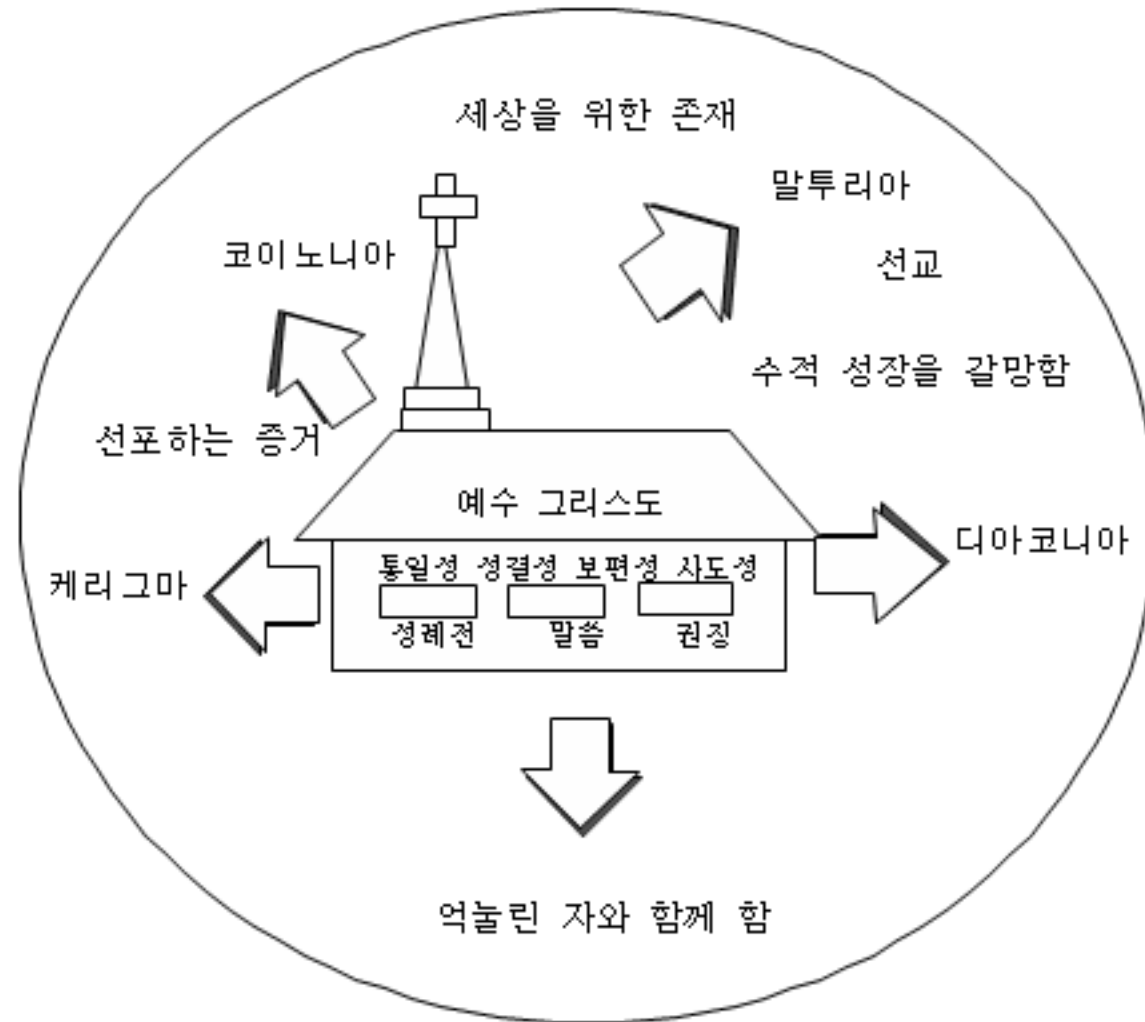 세상을 위한 존재
말투리아
코이노니아
선교
수적 성장을 갈망함
선포하는 증거
예수 그리스도
디아코니아
통일성 성결성 보편성 사도성
케리그마
성례전 말씀 권징
억눌린 자와 함께 함